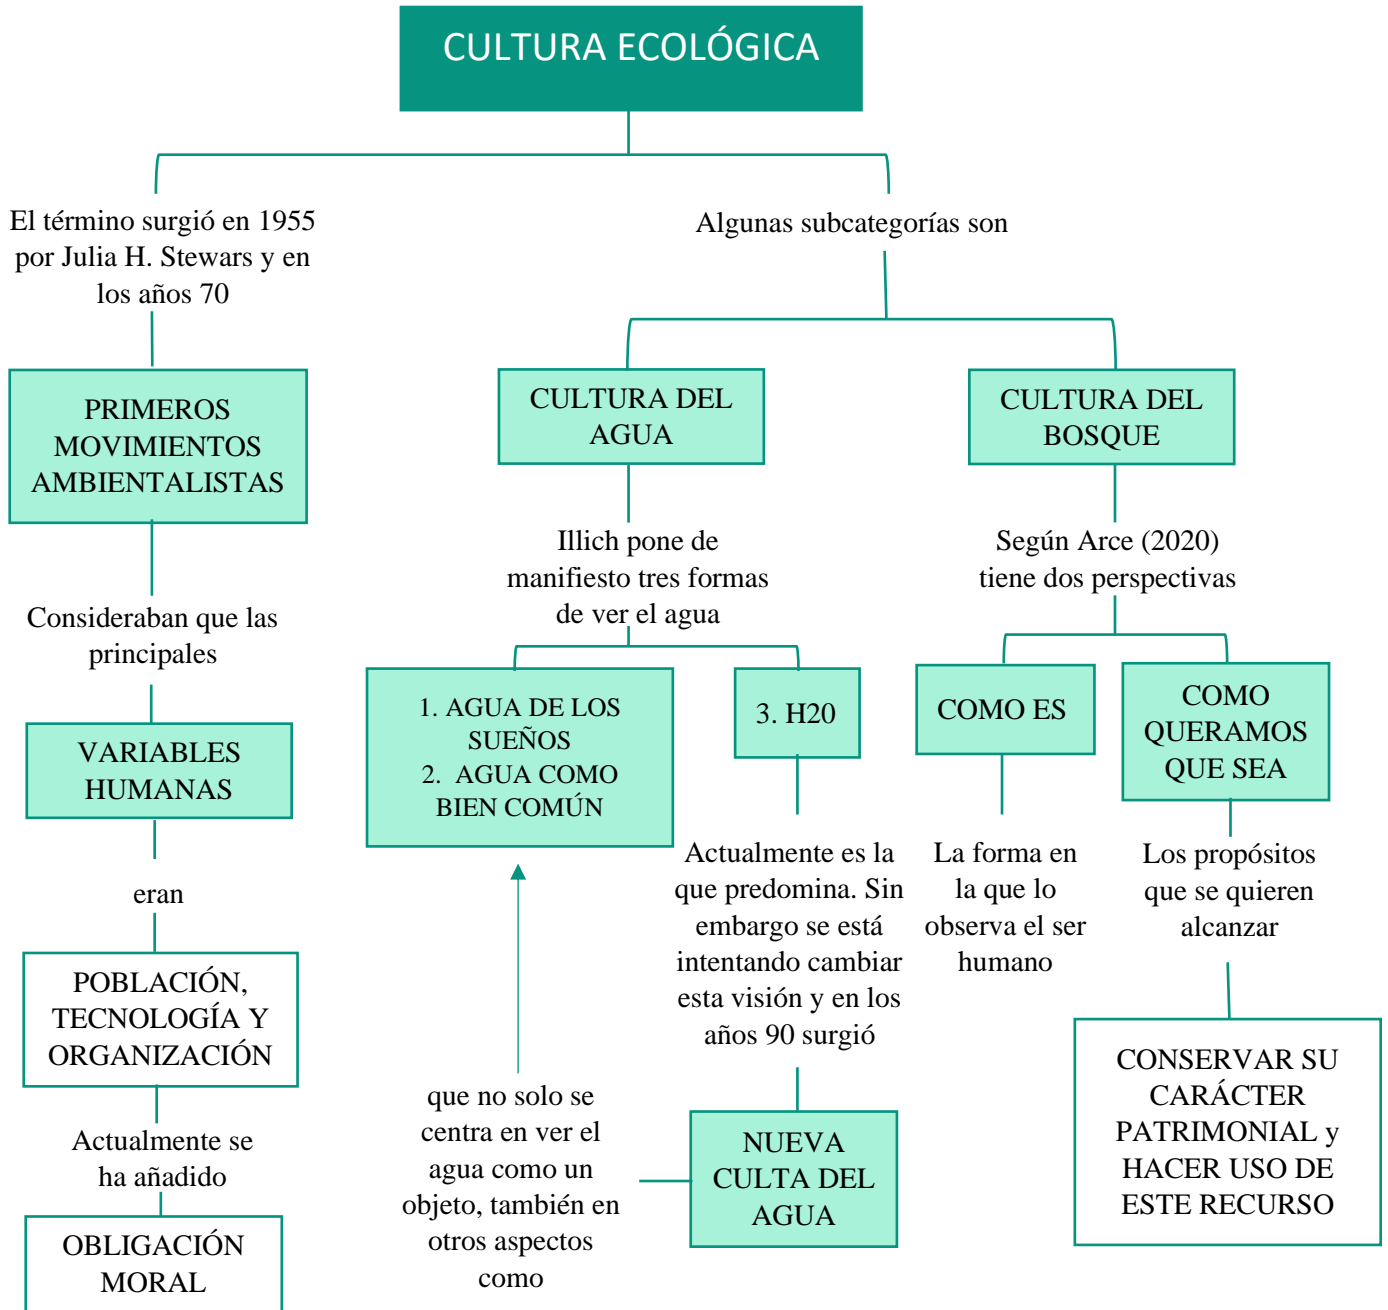 CULTURA ECOLÓGICA
El término surgió en 1955
por Julia H. Stewars y en
los años 70
PRIMEROS
MOVIMIENTOS
AMBIENTALISTAS
Consideraban que las
principales
VARIABLES
HUMANAS
eran
POBLACIÓN,
TECNOLOGÍA Y
ORGANIZACIÓN
Actualmente se
ha añadido
OBLIGACIÓN
MORAL
Algunas subcategorías son
CULTURA DEL
AGUA
Illich pone de
manifiesto tres formas
de ver el agua
1. AGUA DE LOS
SUEÑOS
2. AGUA COMO
BIEN COMÚN
3. H20
Actualmente es la
que predomina. Sin
embargo se está
intentando cambiar
esta visión y en los
años 90 surgió
NUEVA
CULTA DEL
AGUA
que no solo se
centra en ver el
agua como un
objeto, también en
otros aspectos
como
CULTURA DEL
BOSQUE
Según Arce (2020)
tiene dos perspectivas
COMO ES
La forma en
la que lo
observa el ser
humano
COMO
QUERAMOS
QUE SEA
Los propósitos
que se quieren
alcanzar
CONSERVAR SU
CARÁCTER
PATRIMONIAL y
HACER USO DE
ESTE RECURSO